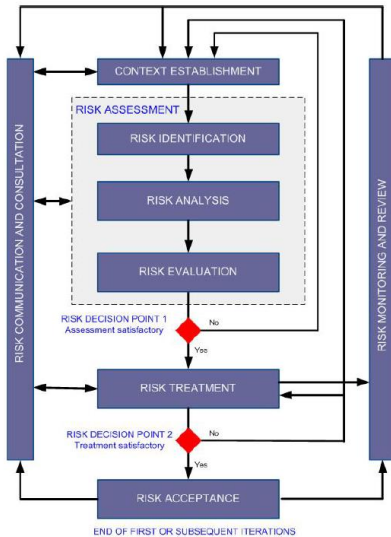 CONTEXT ESTABLISHMENT
RISK ASSESSMENT
RISK IDENTIFICATION
RISK ANALYSIS
RISK EVALUATION
RISK DECISION POINT 1
Assessment satisfactory
No
Yes
RISK TREATMENT
RISK DECISION POINT 2
Treatment satisfactory
No
Yes
RISK ACCEPTANCE
END OF FIRST OR SUBSEQUENT ITERATIONS
RISK COMMUNICATION AND CONSULTATION
RISK MONITORING AND REVIEW